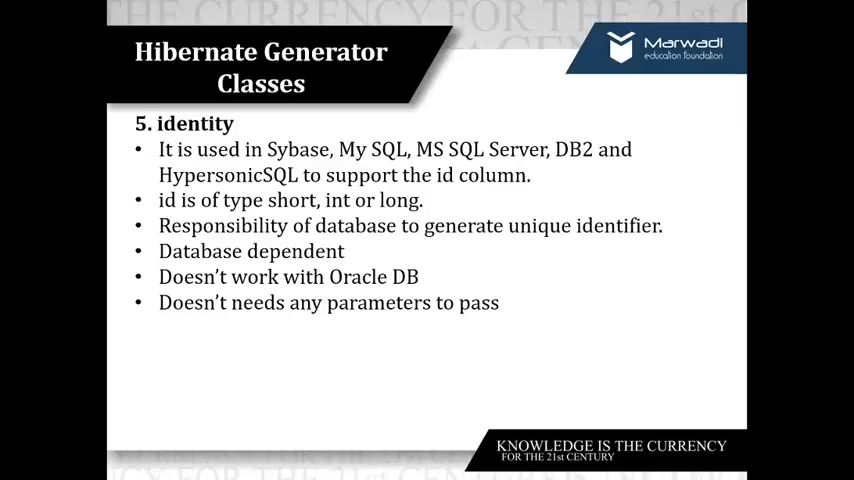 Hibernate Generator
Classes
Marwadi
education foundation
5. identity
• It is used in Sybase, My SQL, MS SQL Server, DB2 and
HypersonicSQL to support the id column.
• id is of type short, int or long.
• Responsibility of database to generate unique identifier.
• Database dependent
• Doesn't work with Oracle DB
• Doesn't needs any parameters to pass
KNOWLEDGE IS THE CURRENCY
FOR THE 21st CENTURY